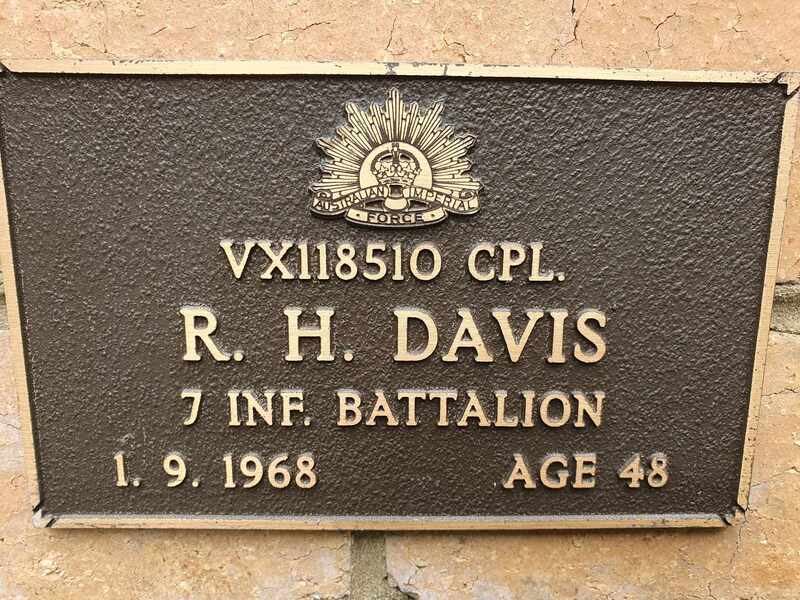 AUSTRALIAN IMPERIAL
FORCE
VX118510 CPL.
R. H. DAVIS
7 INF. BATTALION
1. 9. 1968 AGE 48